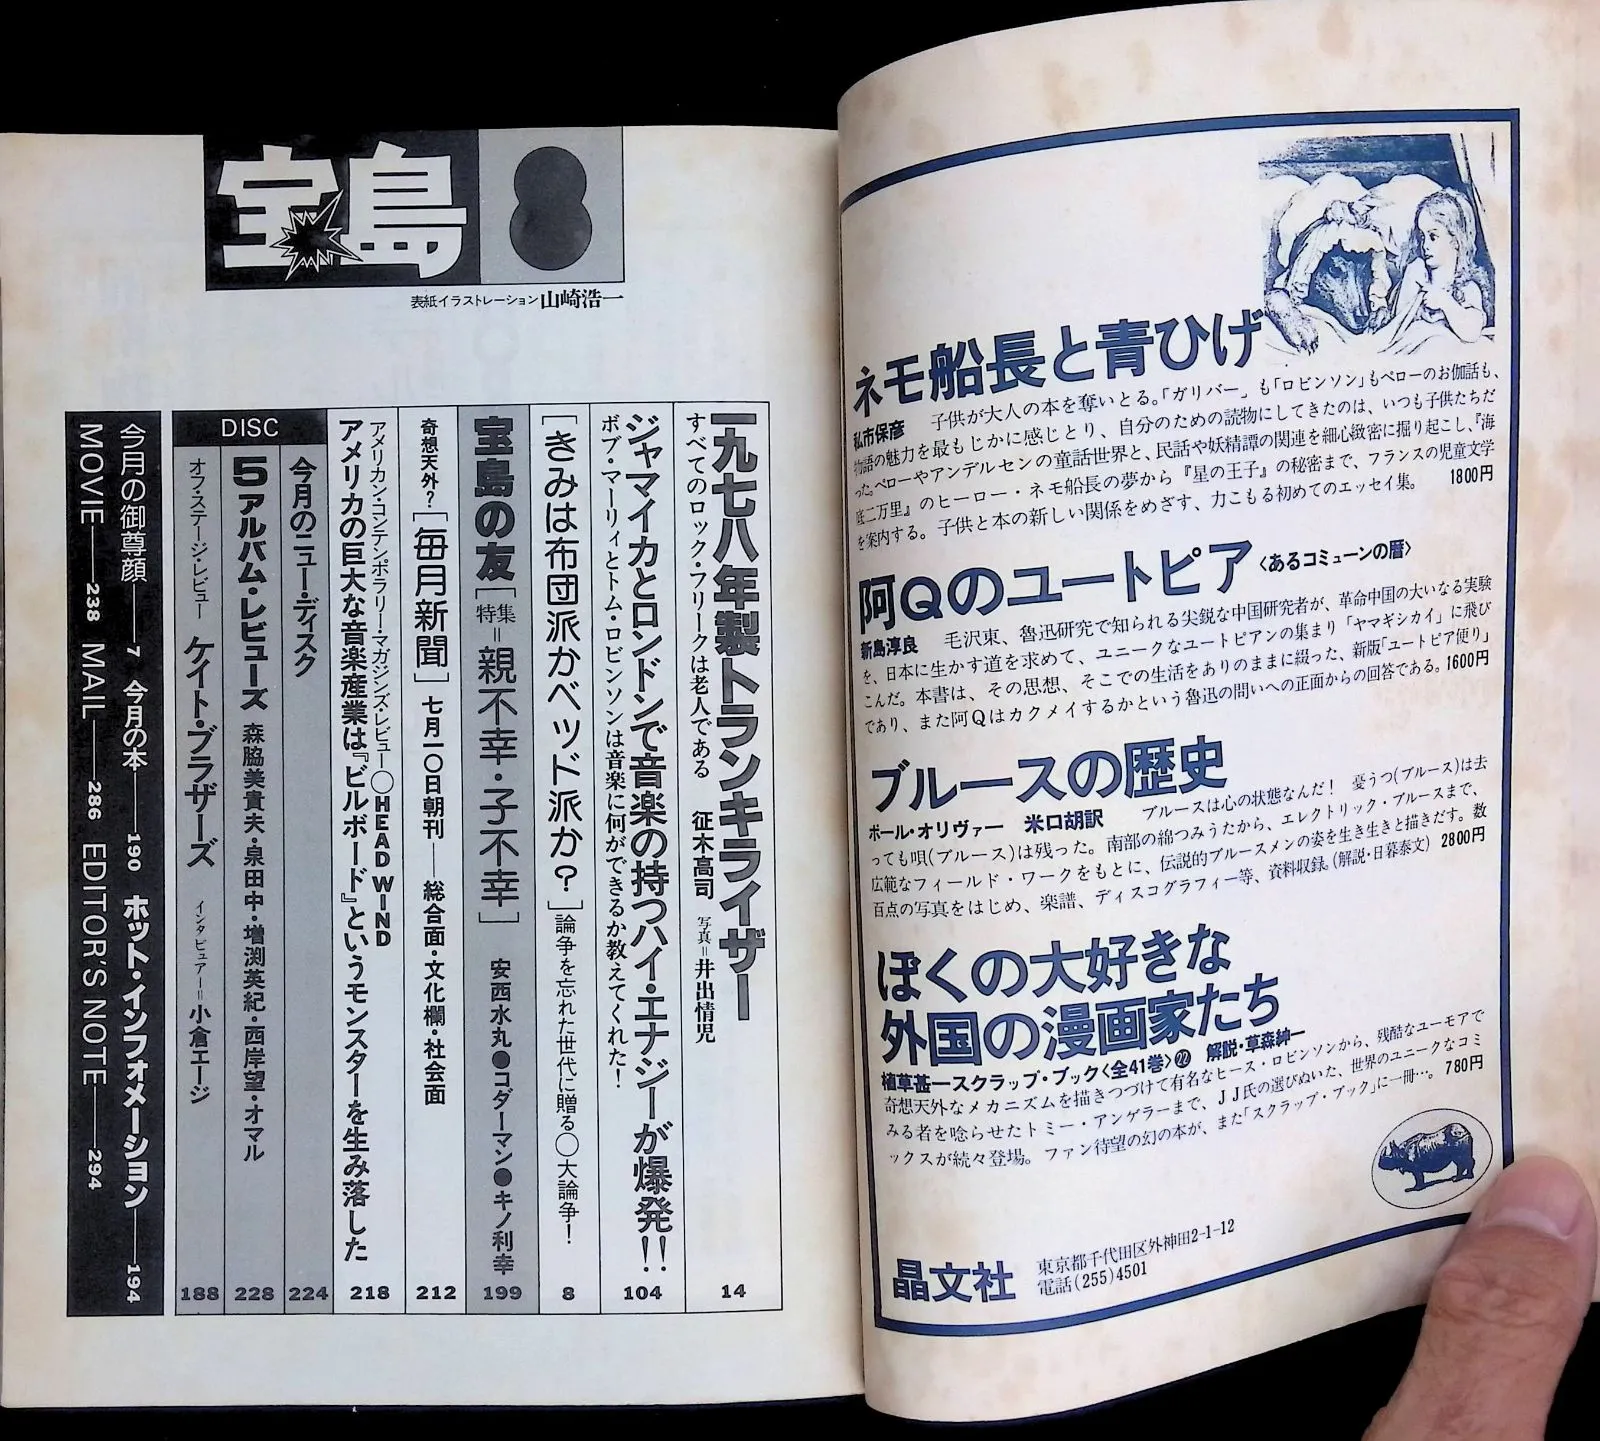 宝島 8
表紙イラストレーション 山崎浩一
一九七八年製トランキライザー
すべてのロック・フリークは老人である 征木高司 写真=井出情児
14
ジャマイカとロンドンで音楽の持つハイ・エナジーが爆発!!
ボブ・マーリィとトム・ロビンソンは音楽に何ができるか教えてくれた!
104
[きみは布団派かベッド派か?]論争を忘れた世代に贈る○大論争!
8
宝島の友[特集=親不幸・子不幸] 安西水丸●コダーマン●キノ利幸
199
奇想天外?[毎月新聞]七月一〇日朝刊——総合面・文化欄・社会面
212
アメリカン・コンテンポラリー・マガジンズ・レビュー○HEAD WIND
アメリカの巨大な音楽産業は『ビルボード』というモンスターを生み落した
218
DISC
今月のニュー・ディスク
224
5アルバム・レビューズ 森脇美貴夫・泉田中・増渕英紀・西岸望・オマル
228
オフ・ステージ・レビュー ケイト・ブラザーズ インタビュアー=小倉エージ
188
今月の御尊顔——7 今月の本——190 ホット・インフォメーション——194
MOVIE——238 MAIL——286 EDITOR'S NOTE——294
ネモ船長と青ひげ
私市保彦 子供が大人の本を奪いとる。「ガリバー」も「ロビンソン」もペローのお伽話も、
物語の魅力を最もじかに感じとり、自分のための読物にしてきたのは、いつも子供たちだ
った。ペローやアンデルセンの童話世界と、民話や妖精譚の関連を細心緻密に掘り起こし、『海
底二万里』のヒーロー・ネモ船長の夢から『星の王子』の秘密まで、フランスの児童文学
を案内する。子供と本の新しい関係をめざす、力こもる初めてのエッセイ集。 1800円
阿Qのユートピア〈あるコミューンの暦〉
新島淳良 毛沢東、魯迅研究で知られる尖鋭な中国研究者が、革命中国の大いなる実験
を、日本に生かす道を求めて、ユニークなユートピアンの集まり「ヤマギシカイ」に飛び
こんだ。本書は、その思想、そこでの生活をありのままに綴った、新版「ユートピア便り」
であり、また阿Qはカクメイするかという魯迅の問いへの正面からの回答である。1600円
ブルースの歴史
ポール・オリヴァー 米口胡訳 ブルースは心の状態なんだ! 憂うつ(ブルース)は去
っても唄(ブルース)は残った。南部の綿つみうたから、エレクトリック・ブルースまで、
広範なフィールド・ワークをもとに、伝説的ブルースメンの姿を生き生きと描きだす。数
百点の写真をはじめ、楽譜、ディスコグラフィー等、資料収録。(解説・日暮泰文) 2800円
ぼくの大好きな
外国の漫画家たち
植草甚一スクラップ・ブック〈全41巻〉㉒ 解説・草森紳一
奇想天外なメカニズムを描きつづけて有名なヒース・ロビンソンから、残酷なユーモアで
みる者を唸らせたトミー・アンゲラーまで、JJ氏の選びぬいた、世界のユニークなコミ
ックスが続々登場。ファン待望の幻の本が、また「スクラップ・ブック」に一冊…。780円
晶文社
東京都千代田区外神田2-1-12
電話(255)4501